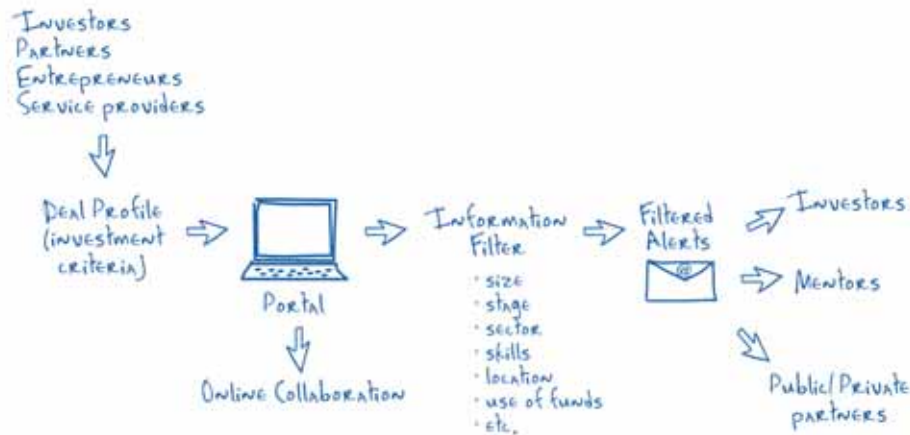 Investors
Partners
Entrepreneurs
Service providers
Deal Profile
(investment
criteria)
Portal
Online Collaboration
Information
Filter
· size
· stage
· sector
· skills
· location
· use of funds
· etc.
Filtered
Alerts
@
Investors
Mentors
Public/Private
partners